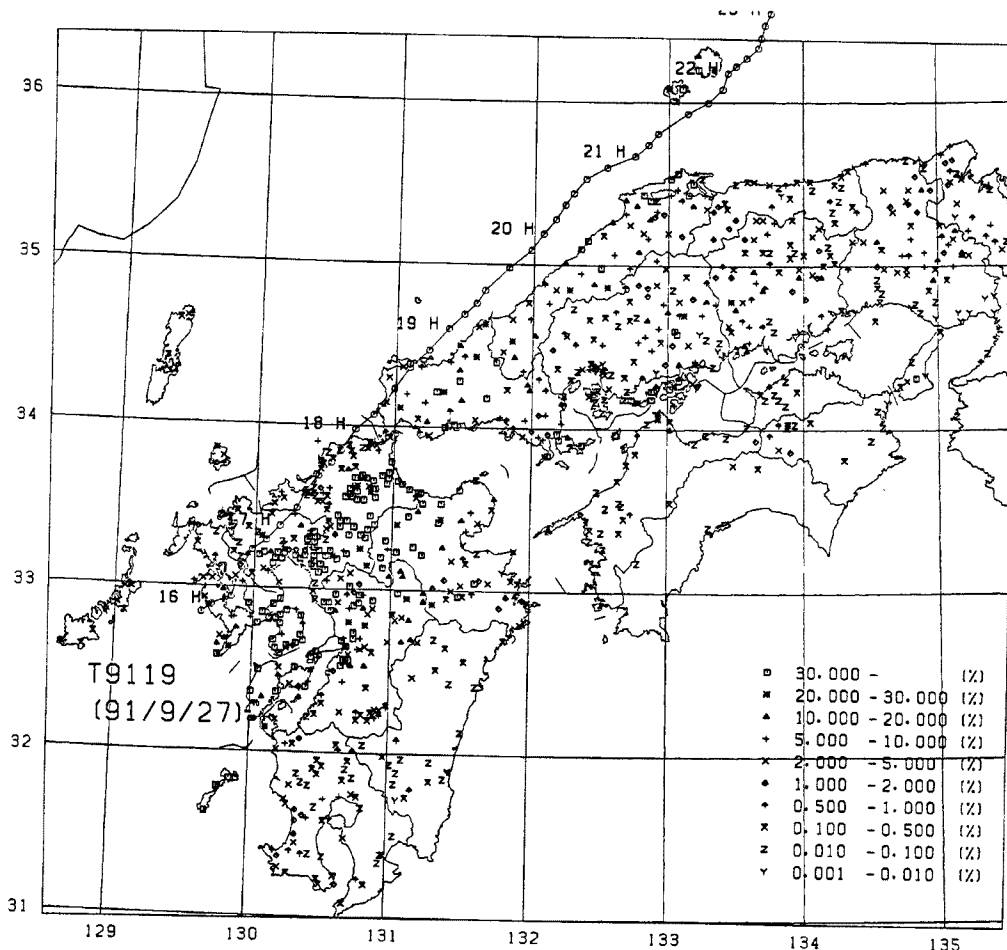 22 H
36
21 H
20 H
35
19 H
34
18 H
H
33
16 H
T9119
(91/9/27)
32
31
30.000 - (%)
20.000 - 30.000 (%)
10.000 - 20.000 (%)
5.000 - 10.000 (%)
2.000 - 5.000 (%)
1.000 - 2.000 (%)
0.500 - 1.000 (%)
0.100 - 0.500 (%)
0.010 - 0.100 (%)
0.001 - 0.010 (%)
129 130 131 132 133 134 135